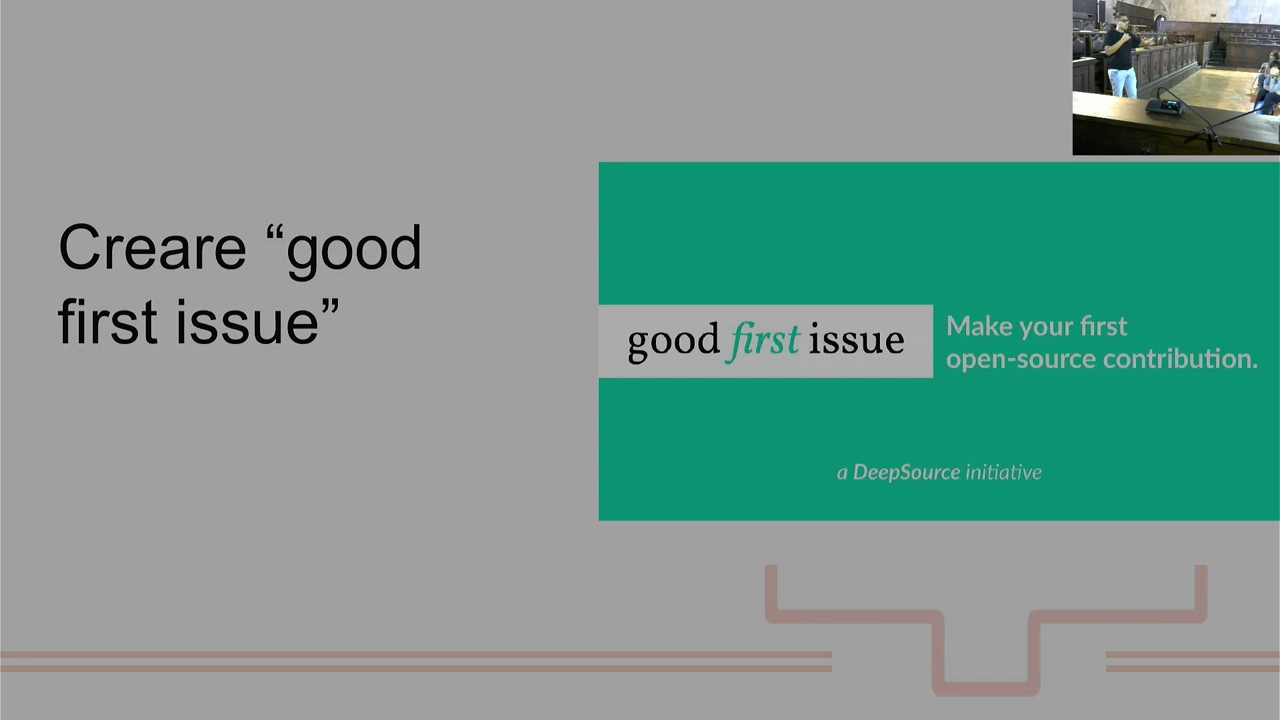 Creare “good
first issue”
good first issue
Make your first
open-source contribution.
a DeepSource initiative